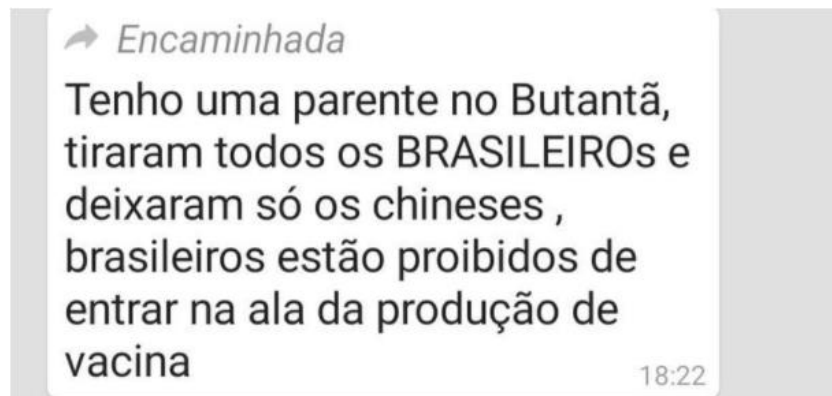 Encaminhada
Tenho uma parente no Butantã,
tiraram todos os BRASILEIROs e
deixaram só os chineses ,
brasileiros estão proibidos de
entrar na ala da produção de
vacina
18:22